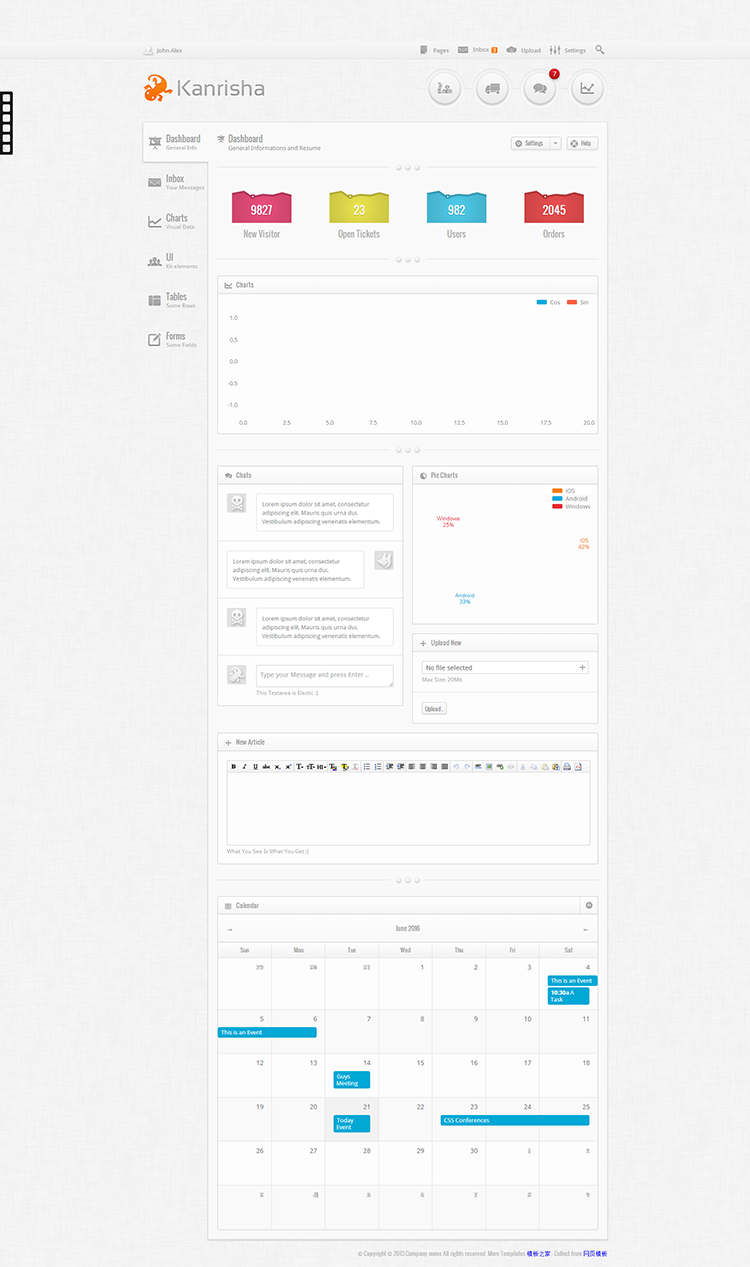 John Alex
Pages
Inbox 3
Upload
Settings
Kanrisha
7
Dashboard
General Info
Inbox
Your Messages
Charts
Visual Data
UI
Kit elements
Tables
Some Rows
Forms
Some Fields
Dashboard
General Informations and Resume
Settings
Help
9827
New Visitor
23
Open Tickets
982
Users
2045
Orders
Charts
Cos
Sin
1.0
0.5
0.0
-0.5
-1.0
0.0 2.5 5.0 7.5 10.0 12.5 15.0 17.5 20.0
Chats
Lorem ipsum dolor sit amet, consectetur
adipiscing elit. Mauris quis urna dui.
Vestibulum adipiscing venenatis elementum.
Lorem ipsum dolor sit amet, consectetur
adipiscing elit. Mauris quis urna dui.
Vestibulum adipiscing venenatis elementum.
Lorem ipsum dolor sit amet, consectetur
adipiscing elit. Mauris quis urna dui.
Vestibulum adipiscing venenatis elementum.
Type your Message and press Enter ...
This Textarea is Elastic :)
Pie Charts
IOS
Android
Windows
Windows
25%
IOS
42%
Android
33%
Upload New
No file selected
Max Size: 20Mb
Upload .
New Article
What You See Is What You Get ;)
Calendar
June 2016
Sun Mon Tue Wed Thu Fri Sat
1 2 3 4
This is an Event
10:30a A
Task
5 6 7 8 9 10 11
This is an Event
12 13 14 15 16 17 18
Guys
Meeting
19 20 21 22 23 24 25
Today
Event
CSS Conferences
26 27 28 29 30
© Copyright © 2013.Company name All rights reserved. More Templates 模板之家 - Collect from 网页模板